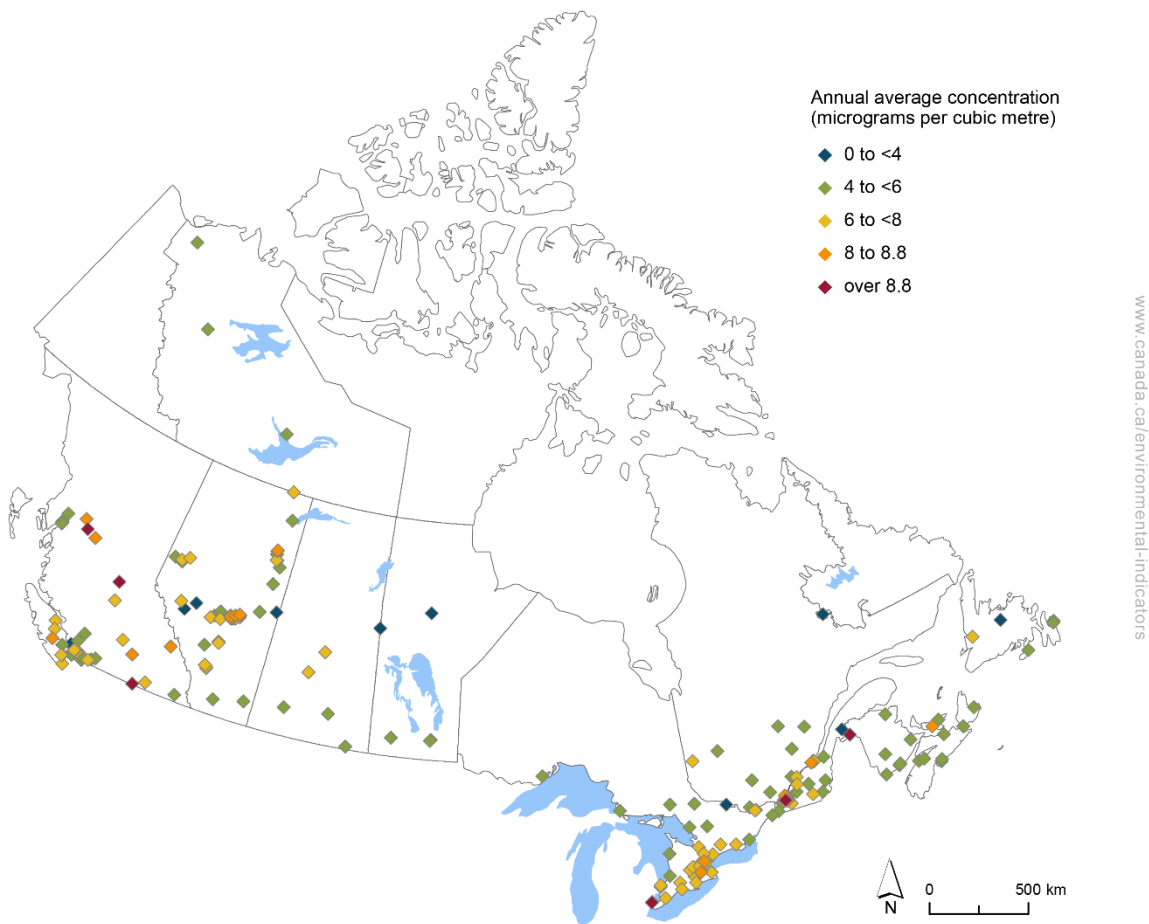 Annual average concentration
(micrograms per cubic metre)
0 to <4
4 to <6
6 to <8
8 to 8.8
over 8.8
www.canada.ca/environmental-indicators
N
0 500 km